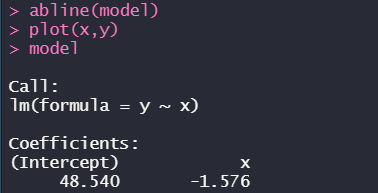 > abline(model)
> plot(x,y)
> model
Call:
lm(formula = y ~ x)
Coefficients:
(Intercept) x
48.540 -1.576